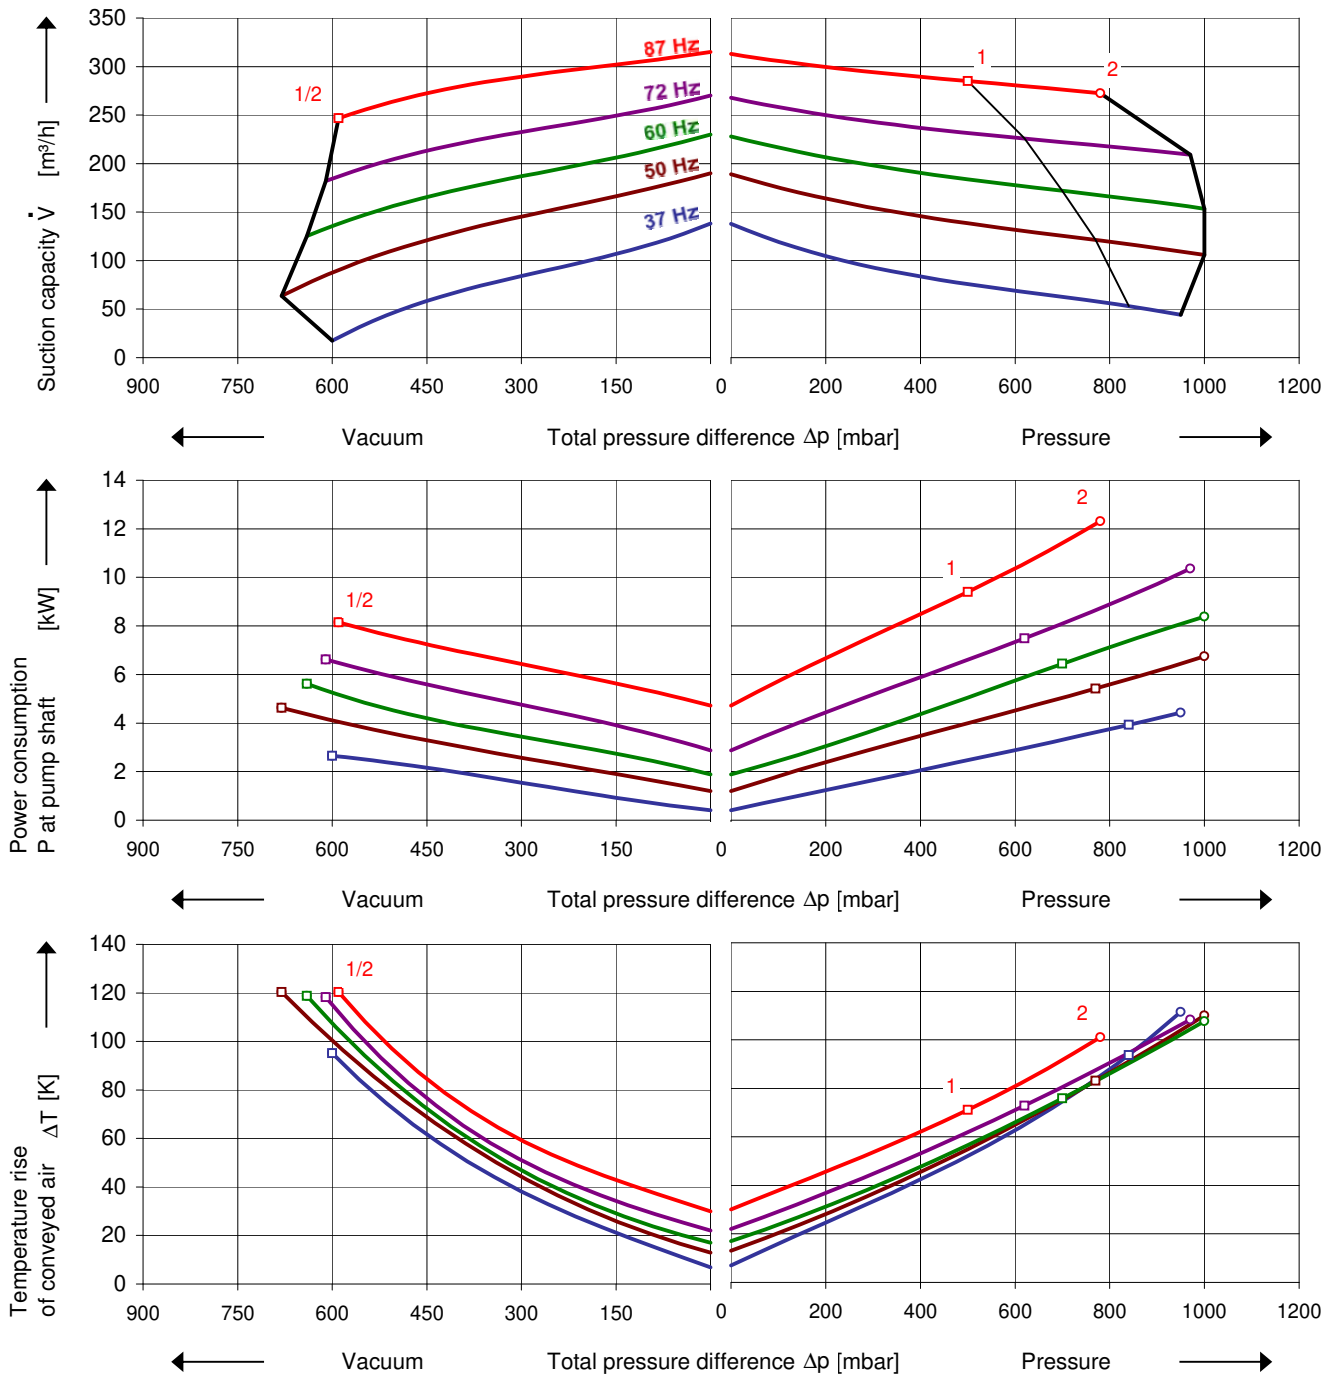 Suction capacity V̇ [m³/h]
350
300
250
200
150
100
50
0
87 Hz
72 Hz
60 Hz
50 Hz
37 Hz
1/2
1
2
900 750 600 450 300 150 0 200 400 600 800 1000 1200
Vacuum Total pressure difference Δp [mbar] Pressure
Power consumption
P at pump shaft [kW]
14
12
10
8
6
4
2
0
1/2
1
2
900 750 600 450 300 150 0 200 400 600 800 1000 1200
Vacuum Total pressure difference Δp [mbar] Pressure
Temperature rise
of conveyed air ΔT [K]
140
120
100
80
60
40
20
0
1/2
1
2
900 750 600 450 300 150 0 200 400 600 800 1000 1200
Vacuum Total pressure difference Δp [mbar] Pressure